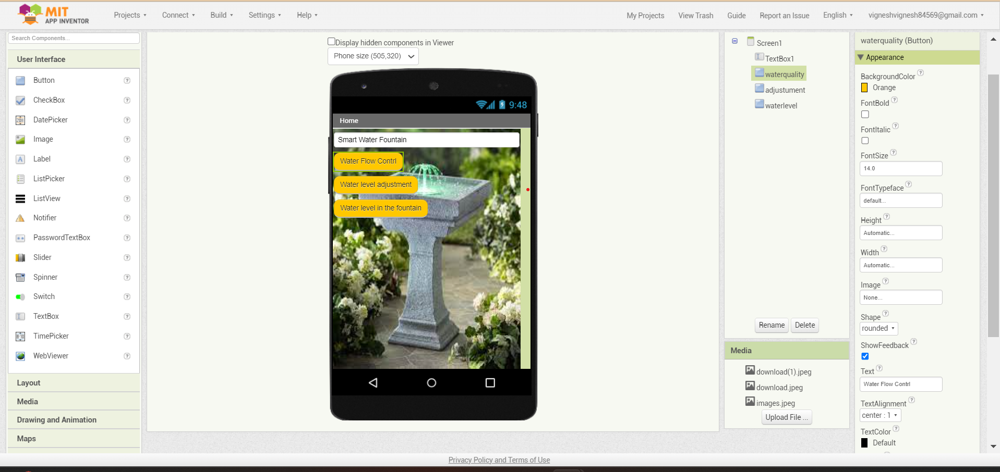 MIT
APP INVENTOR
Projects
Connect
Build
Settings
Help
My Projects
View Trash
Guide
Report an Issue
English
vigneshvignesh84569@gmail.com
Search Components...
User Interface
Button
CheckBox
DatePicker
Image
Label
ListPicker
ListView
Notifier
PasswordTextBox
Slider
Spinner
Switch
TextBox
TimePicker
WebViewer
Layout
Media
Drawing and Animation
Maps
Display hidden components in Viewer
Phone size (505,320)
9:48
Home
Smart Water Fountain
Water Flow Contrl
Water level adjustment
Water level in the fountain
Screen1
TextBox1
waterquality
adjustument
waterlevel
Rename
Delete
Media
download(1).jpeg
download.jpeg
images.jpeg
Upload File ...
waterquality (Button)
Appearance
BackgroundColor
Orange
FontBold
FontItalic
FontSize
14.0
FontTypeface
default...
Height
Automatic...
Width
Automatic...
Image
None...
Shape
rounded
ShowFeedback
Text
Water Flow Contrl
TextAlignment
center : 1
TextColor
Default
Privacy Policy and Terms of Use